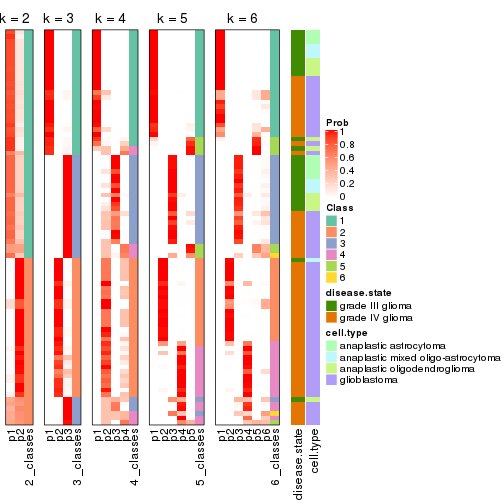 k = 2
k = 3
k = 4
k = 5
k = 6
Prob
1
0.8
0.6
0.4
0.2
0
Class
1
2
3
4
5
6
disease.state
grade III glioma
grade IV glioma
cell.type
anaplastic astrocytoma
anaplastic mixed oligo-astrocytoma
anaplastic oligodendroglioma
glioblastoma
p1
p2
2_classes
p1
p2
p3
3_classes
p1
p2
p3
p4
4_classes
p1
p2
p3
p4
p5
5_classes
p1
p2
p3
p4
p5
p6
6_classes
disease.state
cell.type